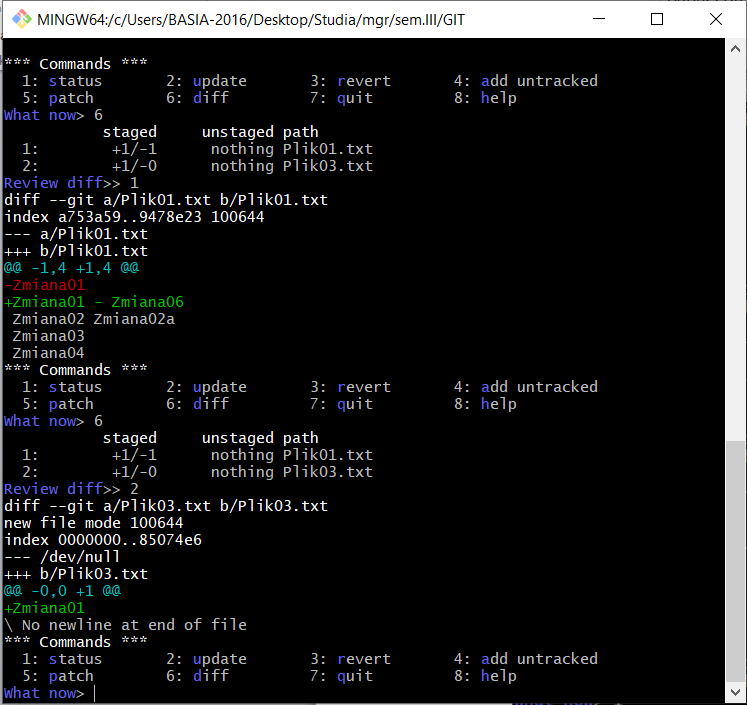 MINGW64:/c/Users/BASIA-2016/Desktop/Studia/mgr/sem.III/GIT
*** Commands ***
  1: status       2: update       3: revert       4: add untracked
  5: patch        6: diff         7: quit         8: help
What now> 6
           staged     unstaged path
  1:        +1/-1      nothing Plik01.txt
  2:        +1/-0      nothing Plik03.txt
Review diff>> 1
diff --git a/Plik01.txt b/Plik01.txt
index a753a59..9478e23 100644
--- a/Plik01.txt
+++ b/Plik01.txt
@@ -1,4 +1,4 @@
-Zmiana01
+Zmiana01 - Zmiana06
 Zmiana02 Zmiana02a
 Zmiana03
 Zmiana04
*** Commands ***
  1: status       2: update       3: revert       4: add untracked
  5: patch        6: diff         7: quit         8: help
What now> 6
           staged     unstaged path
  1:        +1/-1      nothing Plik01.txt
  2:        +1/-0      nothing Plik03.txt
Review diff>> 2
diff --git a/Plik03.txt b/Plik03.txt
new file mode 100644
index 0000000..85074e6
--- /dev/null
+++ b/Plik03.txt
@@ -0,0 +1 @@
+Zmiana01
\ No newline at end of file
*** Commands ***
  1: status       2: update       3: revert       4: add untracked
  5: patch        6: diff         7: quit         8: help
What now>